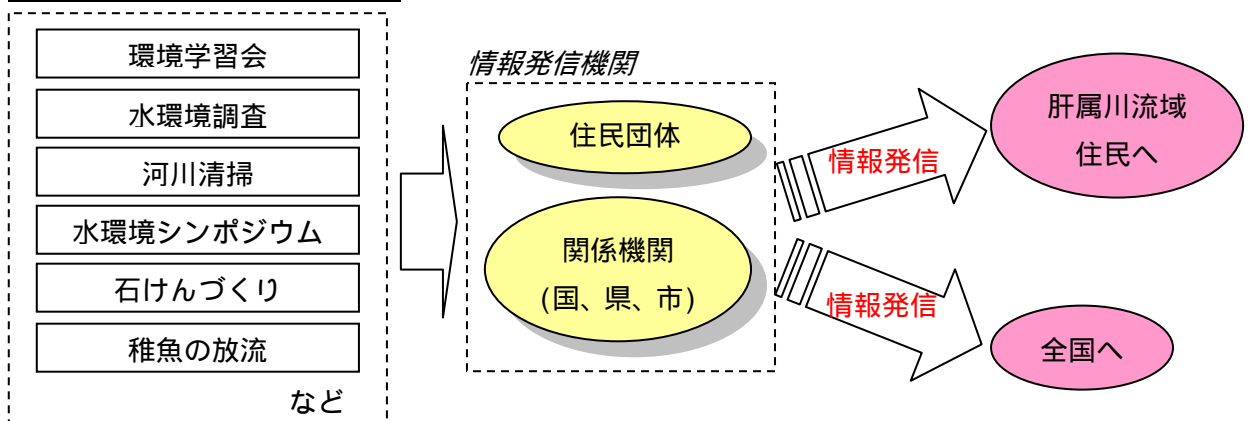 環境学習会
水環境調査
河川清掃
水環境シンポジウム
石けんづくり
稚魚の放流
など
情報発信機関
住民団体
関係機関
(国、県、市)
情報発信
情報発信
肝属川流域
住民へ
全国へ